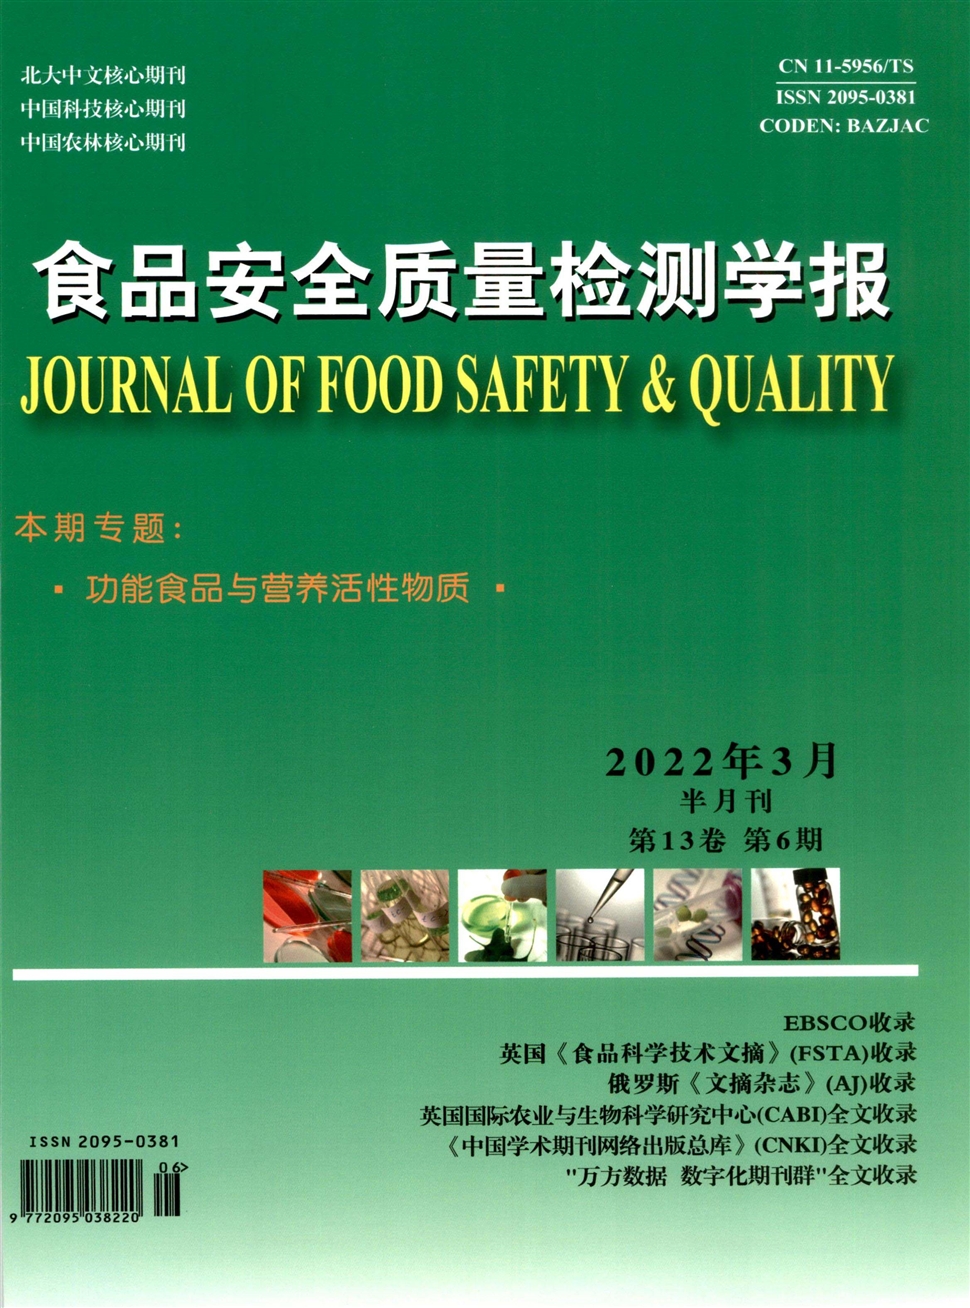 北大中文核心期刊
中国科技核心期刊
中国农林核心期刊
CN 11-5956/TS
ISSN 2095-0381
CODEN: BAZJAC
食品安全质量检测学报
JOURNAL OF FOOD SAFETY & QUALITY
本期专题:
· 功能食品与营养活性物质 ·
2022年3月
半月刊
第13卷 第6期
EBSCO收录
英国《食品科学技术文摘》(FSTA)收录
俄罗斯《文摘杂志》(AJ)收录
英国国际农业与生物科学研究中心(CABI)全文收录
《中国学术期刊网络出版总库》(CNKI)全文收录
"万方数据 数字化期刊群"全文收录
ISSN 2095-0381
06>
9 772095 038220